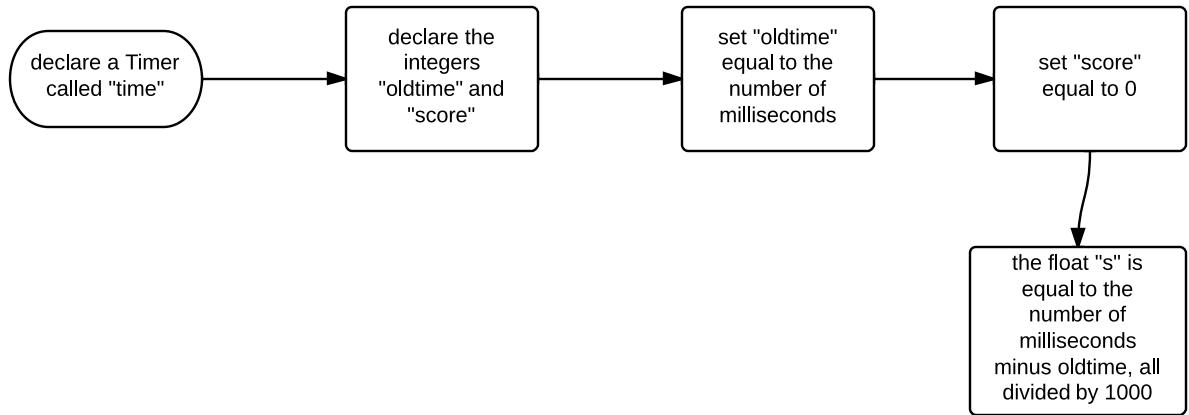 declare a Timer
called "time"
declare the
integers
"oldtime" and
"score"
set "oldtime"
equal to the
number of
milliseconds
set "score"
equal to 0
the float "s" is
equal to the
number of
milliseconds
minus oldtime, all
divided by 1000